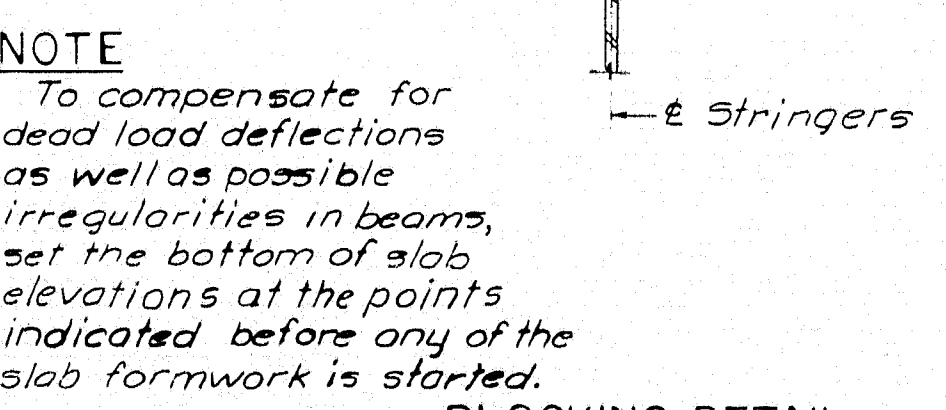 NOTE
To compensate for
dead load deflections
as well as possible
irregularities in beams,
set the bottom of slab
elevations at the points
indicated before any of the
slab formwork is started.
℄ Stringers